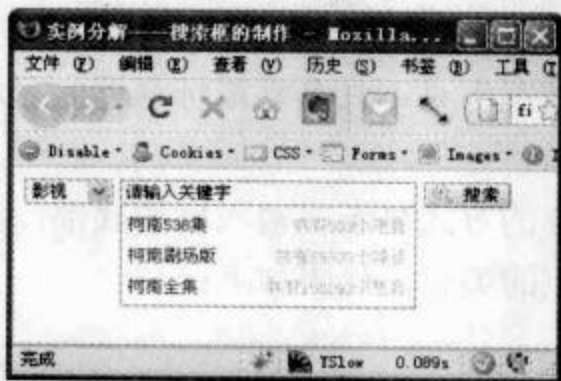 实例分解——搜索框的制作 - Mozilla...
文件 (F) 编辑 (E) 查看 (V) 历史 (S) 书签 (B) 工具 (T
fi
Disable Cookies CSS Forms Images
影视 请输入关键字 搜索
柯南538集
柯南剧场版
柯南全集
完成 YSlow 0.089s